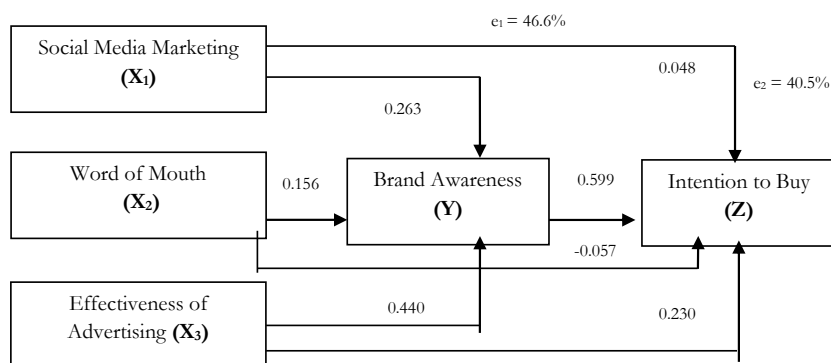 e₁ = 46.6%
Social Media Marketing
(X₁)
0.048
e₂ = 40.5%
0.263
Word of Mouth
(X₂)
0.156
Brand Awareness
(Y)
0.599
Intention to Buy
(Z)
-0.057
Effectiveness of
Advertising (X₃)
0.440
0.230